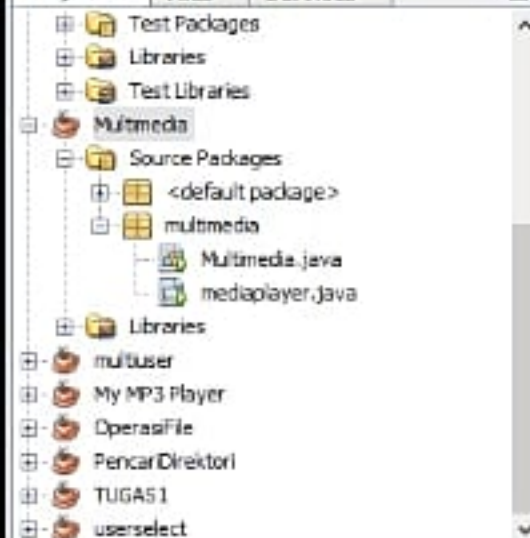 Test Packages
Libraries
Test Libraries
Multimedia
Source Packages
<default package>
multimedia
Multimedia.java
mediaplayer.java
Libraries
multiuser
My MP3 Player
OperasiFile
PencariDirektori
TUGAS1
userselect